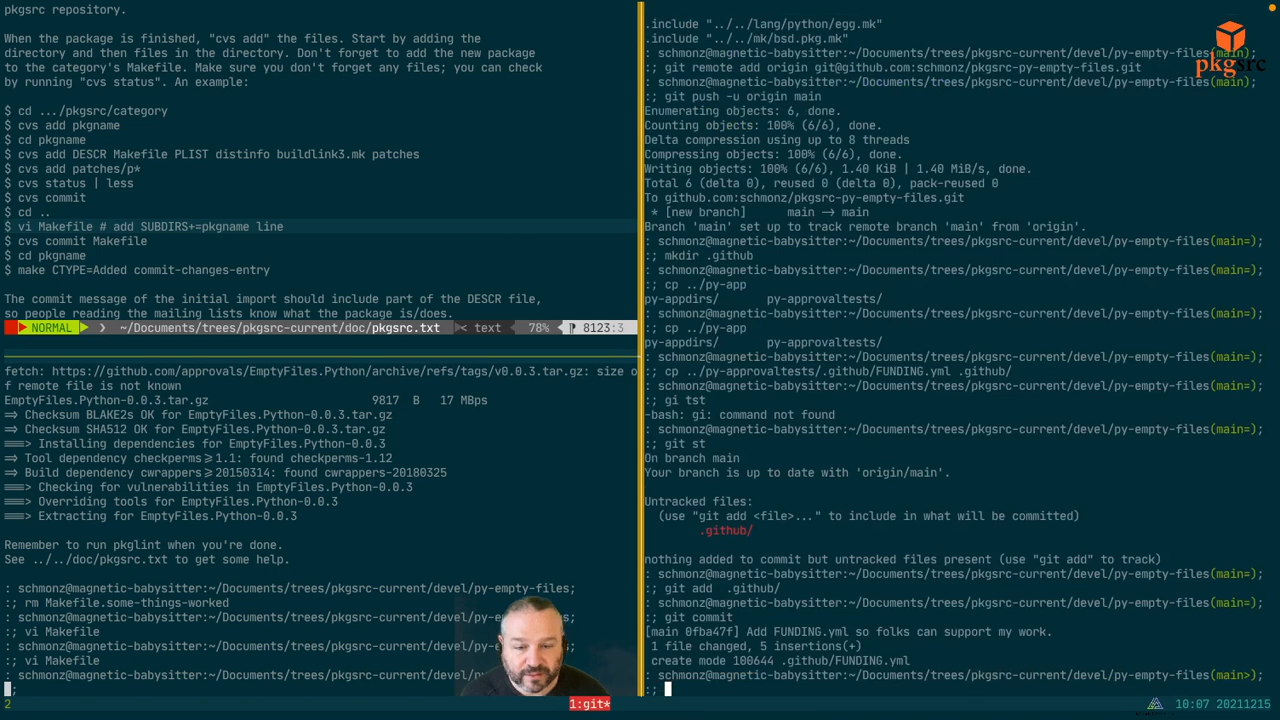 pkgsrc repository.
When the package is finished, "cvs add" the files. Start by adding the
directory and then files in the directory. Don't forget to add the new package
to the category's Makefile. Make sure you don't forget any files; you can check
by running "cvs status". An example:
$ cd .../pkgsrc/category
$ cvs add pkgname
$ cd pkgname
$ cvs add DESCR Makefile PLIST distinfo buildlink3.mk patches
$ cvs add patches/p*
$ cvs status | less
$ cvs commit
$ cd ..
$ vi Makefile # add SUBDIRS+=pkgname line
$ cvs commit Makefile
$ cd pkgname
$ make CTYPE=Added commit-changes-entry
The commit message of the initial import should include part of the DESCR file,
so people reading the mailing lists know what the package is/does.
NORMAL ~/Documents/trees/pkgsrc-current/doc/pkgsrc.txt < text 78% 8123:3
fetch: https://github.com/approvals/EmptyFiles.Python/archive/refs/tags/v0.0.3.tar.gz: size o
f remote file is not known
EmptyFiles.Python-0.0.3.tar.gz 9817 B 17 MBps
=> Checksum BLAKE2s OK for EmptyFiles.Python-0.0.3.tar.gz
=> Checksum SHA512 OK for EmptyFiles.Python-0.0.3.tar.gz
===> Installing dependencies for EmptyFiles.Python-0.0.3
=> Tool dependency checkperms>=1.1: found checkperms-1.12
=> Build dependency cwrappers>=20150314: found cwrappers-20180325
===> Checking for vulnerabilities in EmptyFiles.Python-0.0.3
===> Overriding tools for EmptyFiles.Python-0.0.3
===> Extracting for EmptyFiles.Python-0.0.3
Remember to run pkglint when you're done.
See ../../doc/pkgsrc.txt to get some help.
: schmonz@magnetic-babysitter:~/Documents/trees/pkgsrc-current/devel/py-empty-files;
:; rm Makefile.some-things-worked
: schmonz@magnetic-babysitter:~/Documents/trees/pkgsrc-current/devel/py-empty-files;
:; vi Makefile
: schmonz@magnetic-babysitter:~/Documents/trees/pkgsrc-current/devel/py-e s;
:; vi Makefile
: schmonz@magnetic-babysitter:~/Documents/trees/pkgsrc-current/devel/py s;
;
.include "../../lang/python/egg.mk"
.include "../../mk/bsd.pkg.mk"
: schmonz@magnetic-babysitter:~/Documents/trees/pkgsrc-current/devel/py-empty-files(main);
:; git remote add origin git@github.com:schmonz/pkgsrc-py-empty-files.git
: schmonz@magnetic-babysitter:~/Documents/trees/pkgsrc-current/devel/py-empty-files(main);
:; git push -u origin main
Enumerating objects: 6, done.
Counting objects: 100% (6/6), done.
Delta compression using up to 8 threads
Compressing objects: 100% (6/6), done.
Writing objects: 100% (6/6), 1.40 KiB | 1.40 MiB/s, done.
Total 6 (delta 0), reused 0 (delta 0), pack-reused 0
To github.com:schmonz/pkgsrc-py-empty-files.git
* [new branch] main -> main
Branch 'main' set up to track remote branch 'main' from 'origin'.
: schmonz@magnetic-babysitter:~/Documents/trees/pkgsrc-current/devel/py-empty-files(main=);
:; mkdir .github
: schmonz@magnetic-babysitter:~/Documents/trees/pkgsrc-current/devel/py-empty-files(main=);
:; cp ../py-app
py-appdirs/ py-approvaltests/
: schmonz@magnetic-babysitter:~/Documents/trees/pkgsrc-current/devel/py-empty-files(main=);
:; cp ../py-app
py-appdirs/ py-approvaltests/
: schmonz@magnetic-babysitter:~/Documents/trees/pkgsrc-current/devel/py-empty-files(main=);
:; cp ../py-approvaltests/.github/FUNDING.yml .github/
: schmonz@magnetic-babysitter:~/Documents/trees/pkgsrc-current/devel/py-empty-files(main=);
:; gi tst
-bash: gi: command not found
: schmonz@magnetic-babysitter:~/Documents/trees/pkgsrc-current/devel/py-empty-files(main=);
:; git st
On branch main
Your branch is up to date with 'origin/main'.
Untracked files:
(use "git add <file>..." to include in what will be committed)
.github/
nothing added to commit but untracked files present (use "git add" to track)
: schmonz@magnetic-babysitter:~/Documents/trees/pkgsrc-current/devel/py-empty-files(main=);
:; git add .github/
: schmonz@magnetic-babysitter:~/Documents/trees/pkgsrc-current/devel/py-empty-files(main=);
:; git commit
[main 0fba47f] Add FUNDING.yml so folks can support my work.
1 file changed, 5 insertions(+)
create mode 100644 .github/FUNDING.yml
: schmonz@magnetic-babysitter:~/Documents/trees/pkgsrc-current/devel/py-empty-files(main>);
:;
pkgsrc
2 1:git* 10:07 20211215